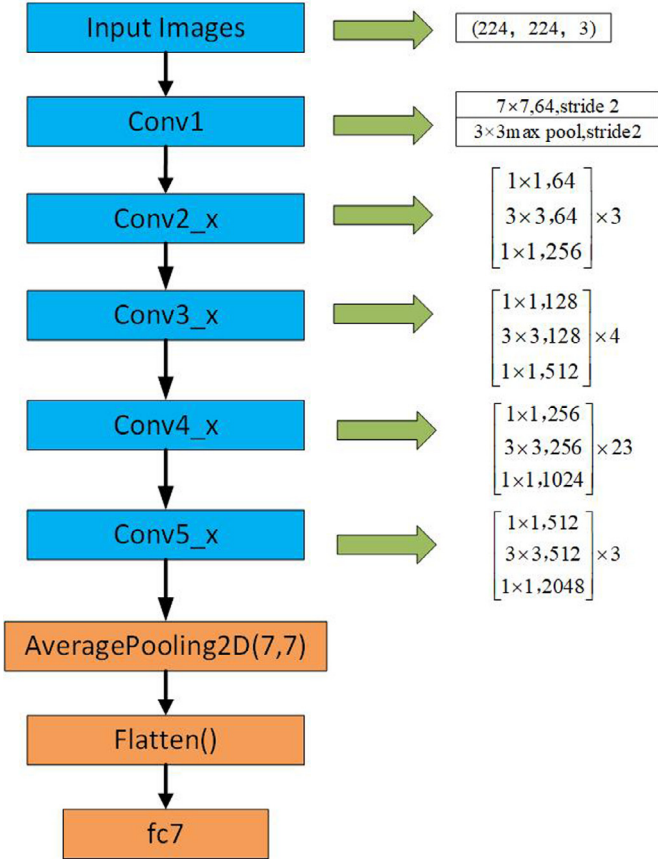 Input Images
(224, 224, 3)
Conv1
7×7,64,stride 2
3×3max pool,stride2
Conv2_x
1×1,64
3×3,64 ×3
1×1,256
Conv3_x
1×1,128
3×3,128 ×4
1×1,512
Conv4_x
1×1,256
3×3,256 ×23
1×1,1024
Conv5_x
1×1,512
3×3,512 ×3
1×1,2048
AveragePooling2D(7,7)
Flatten()
fc7